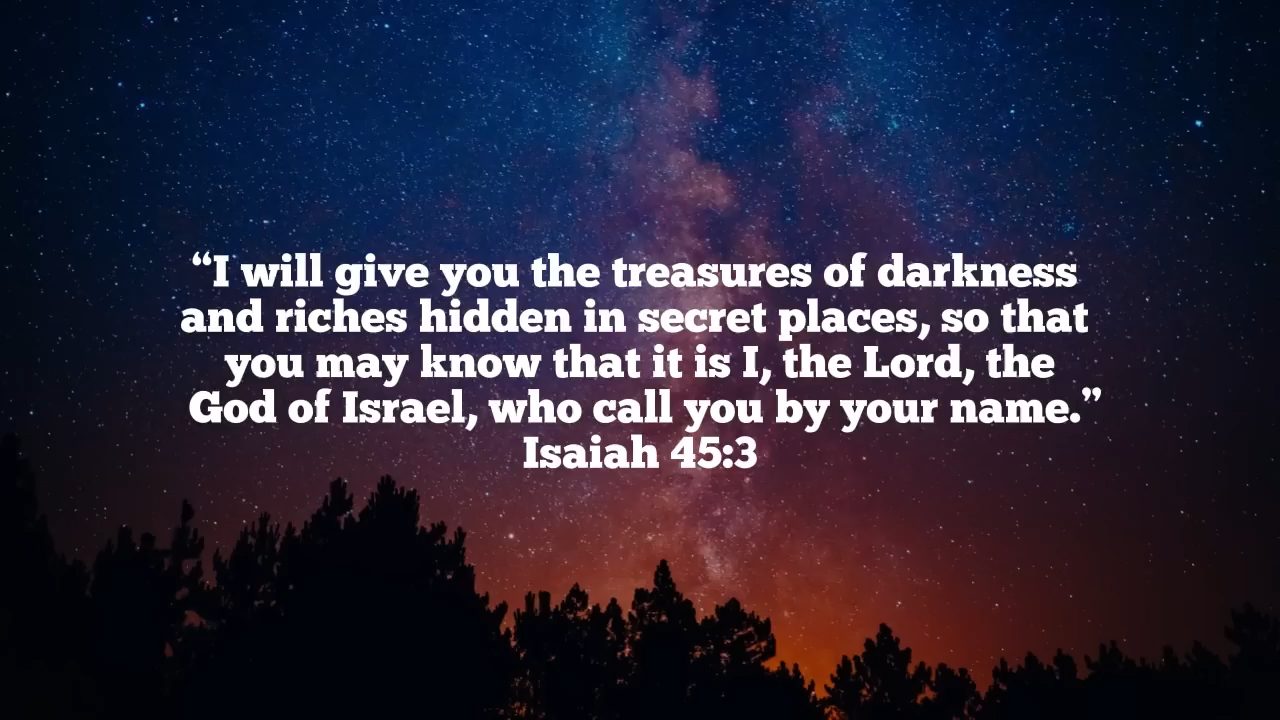 “I will give you the treasures of darkness
and riches hidden in secret places, so that
you may know that it is I, the Lord, the
God of Israel, who call you by your name.”
Isaiah 45:3